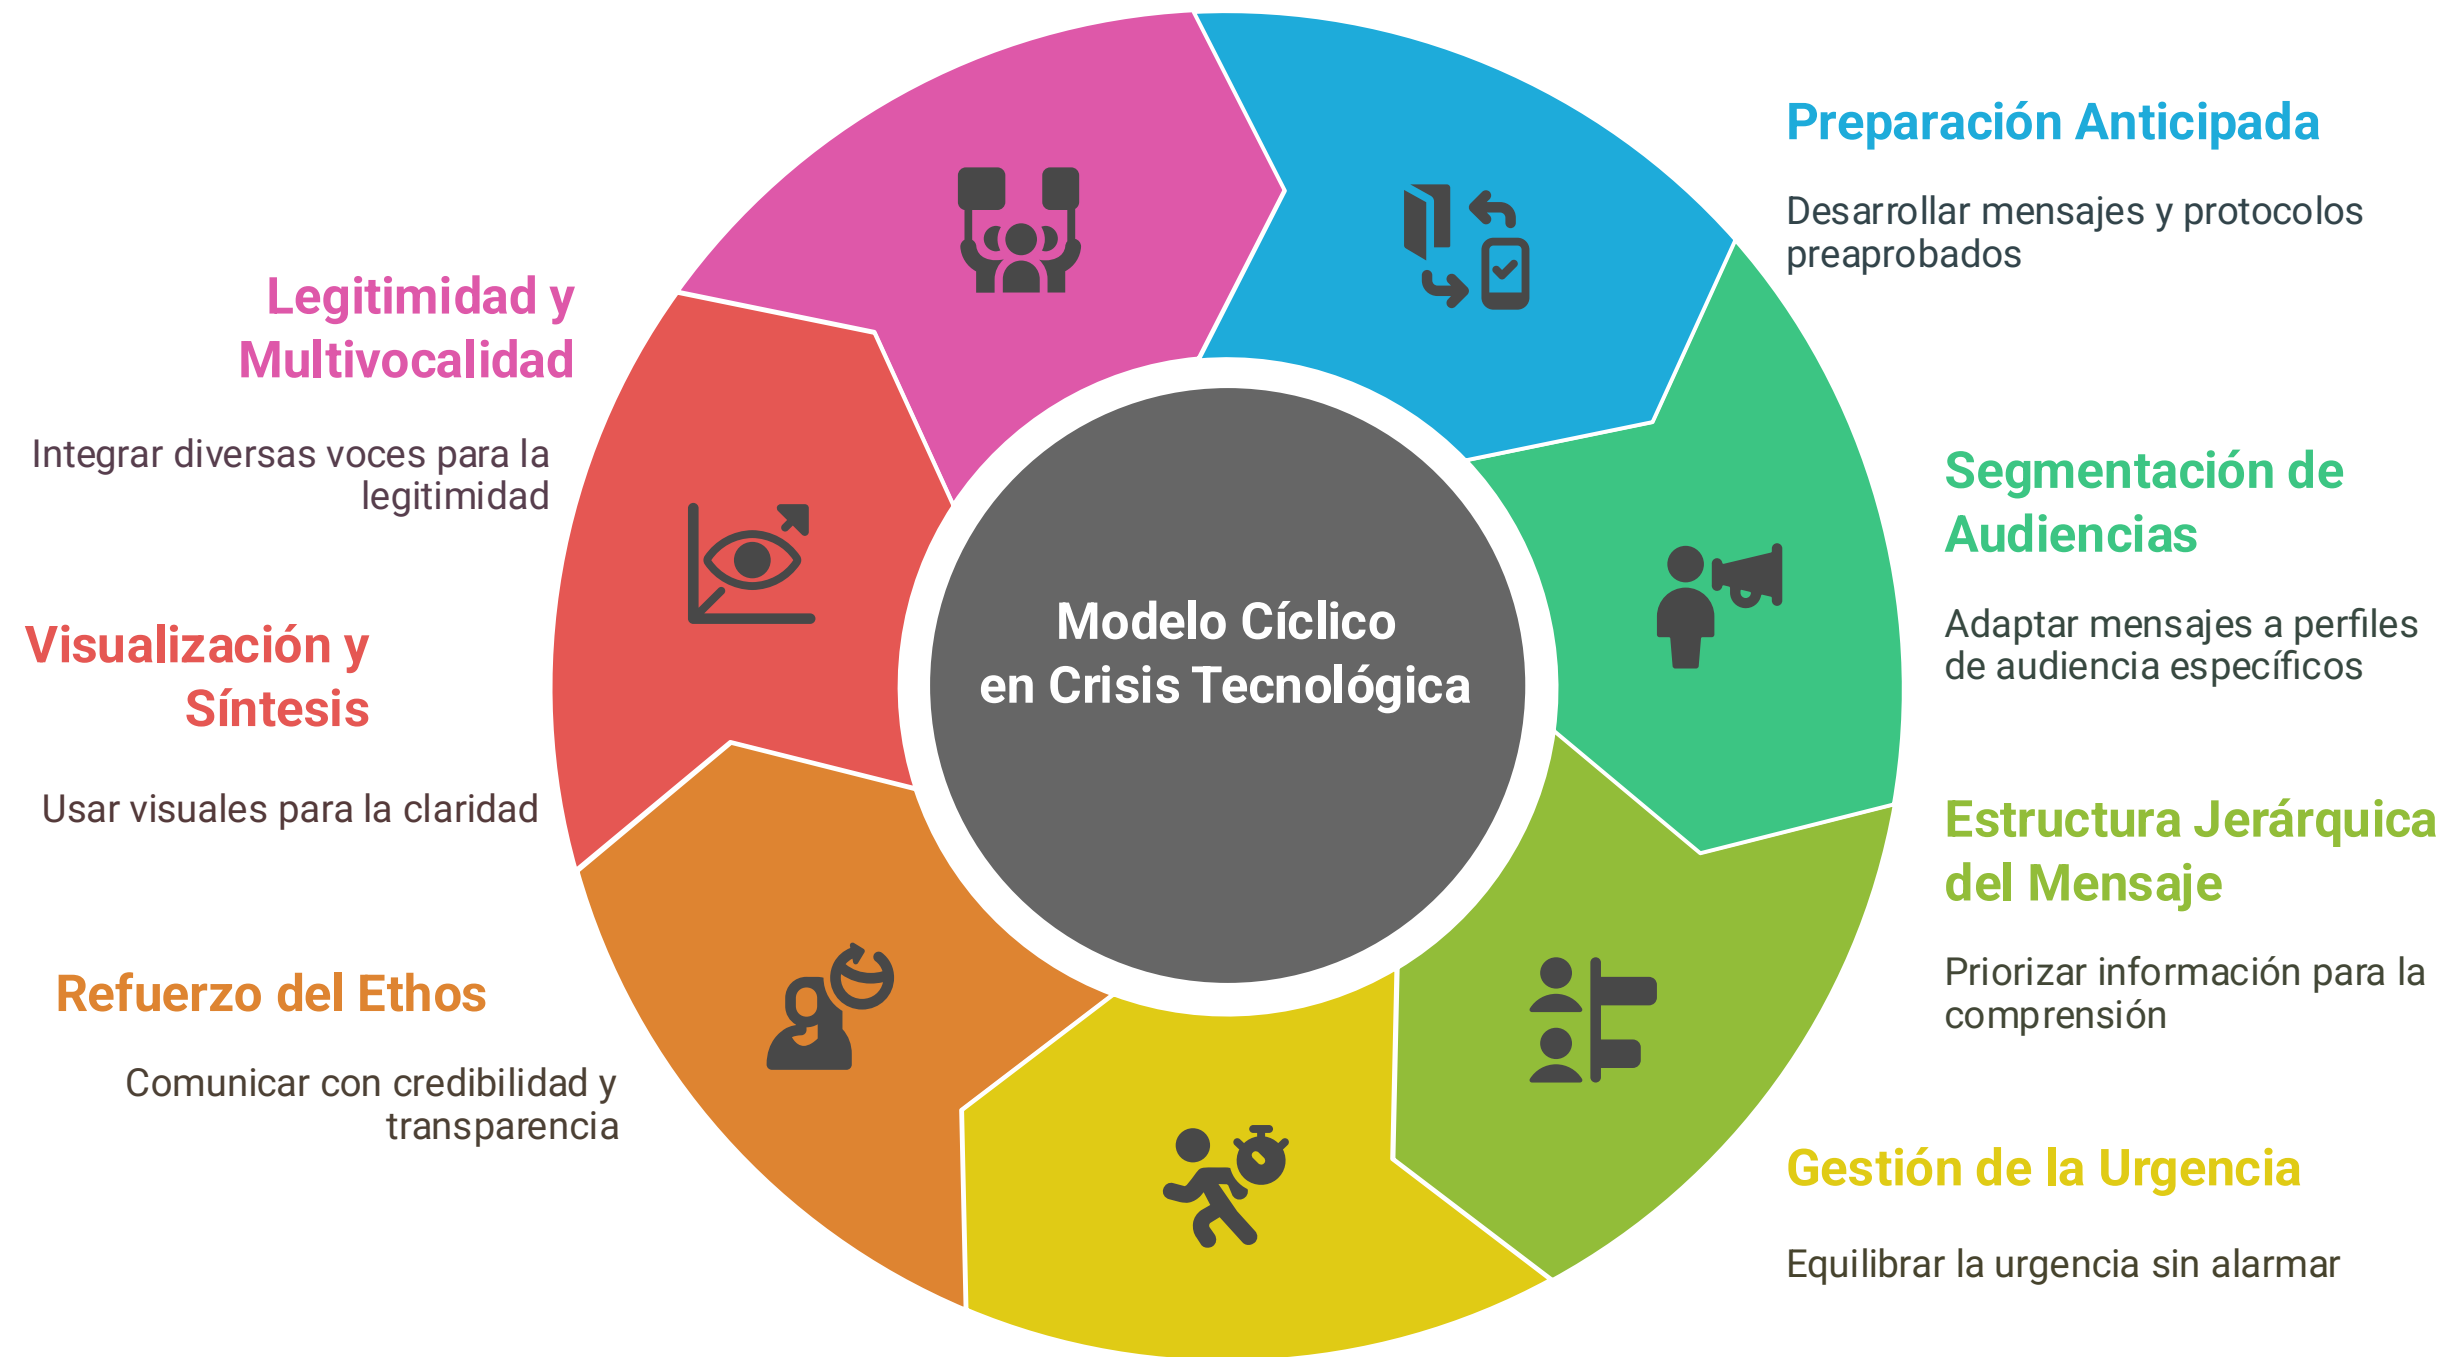 Modelo Cíclico
en Crisis Tecnológica
Preparación Anticipada
Desarrollar mensajes y protocolos
preaprobados
Segmentación de
Audiencias
Adaptar mensajes a perfiles
de audiencia específicos
Estructura Jerárquica
del Mensaje
Priorizar información para la
comprensión
Gestión de la Urgencia
Equilibrar la urgencia sin alarmar
Refuerzo del Ethos
Comunicar con credibilidad y
transparencia
Visualización y
Síntesis
Usar visuales para la claridad
Legitimidad y
Multivocalidad
Integrar diversas voces para la
legitimidad